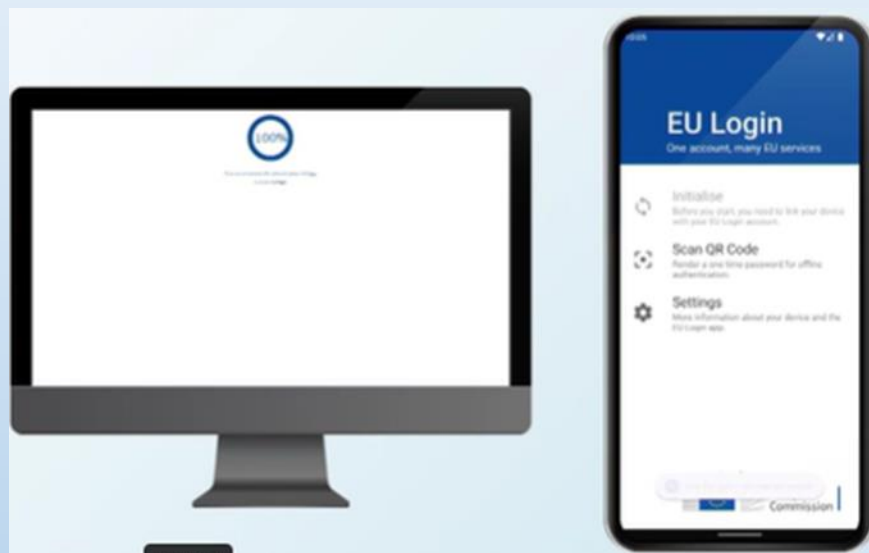 100%
10:05
EU Login
One account, many EU services
Initialise
Before you start, you need to link your device
with your EU Login account.
Scan QR Code
Render a one time password for offline
authentication.
Settings
More information about your device and the
EU Login app.
Commission